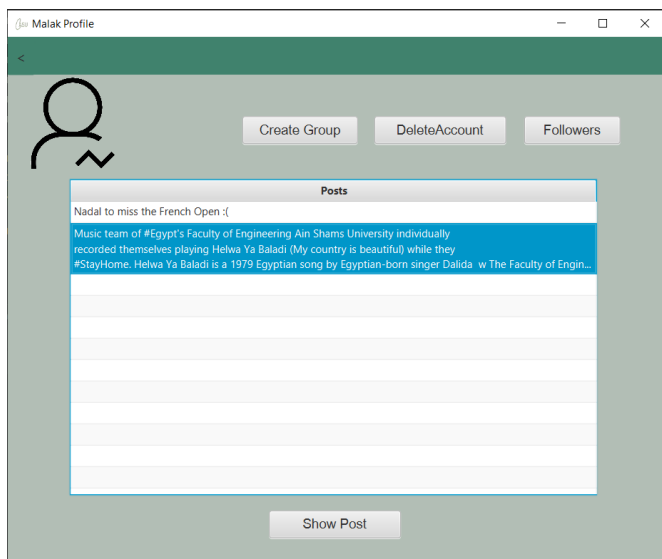 Malak Profile
<
Create Group
DeleteAccount
Followers
Posts
Nadal to miss the French Open :(
Music team of #Egypt's Faculty of Engineering Ain Shams University individually
recorded themselves playing Helwa Ya Baladi (My country is beautiful) while they
#StayHome. Helwa Ya Baladi is a 1979 Egyptian song by Egyptian-born singer Dalida  w The Faculty of Engin...
Show Post